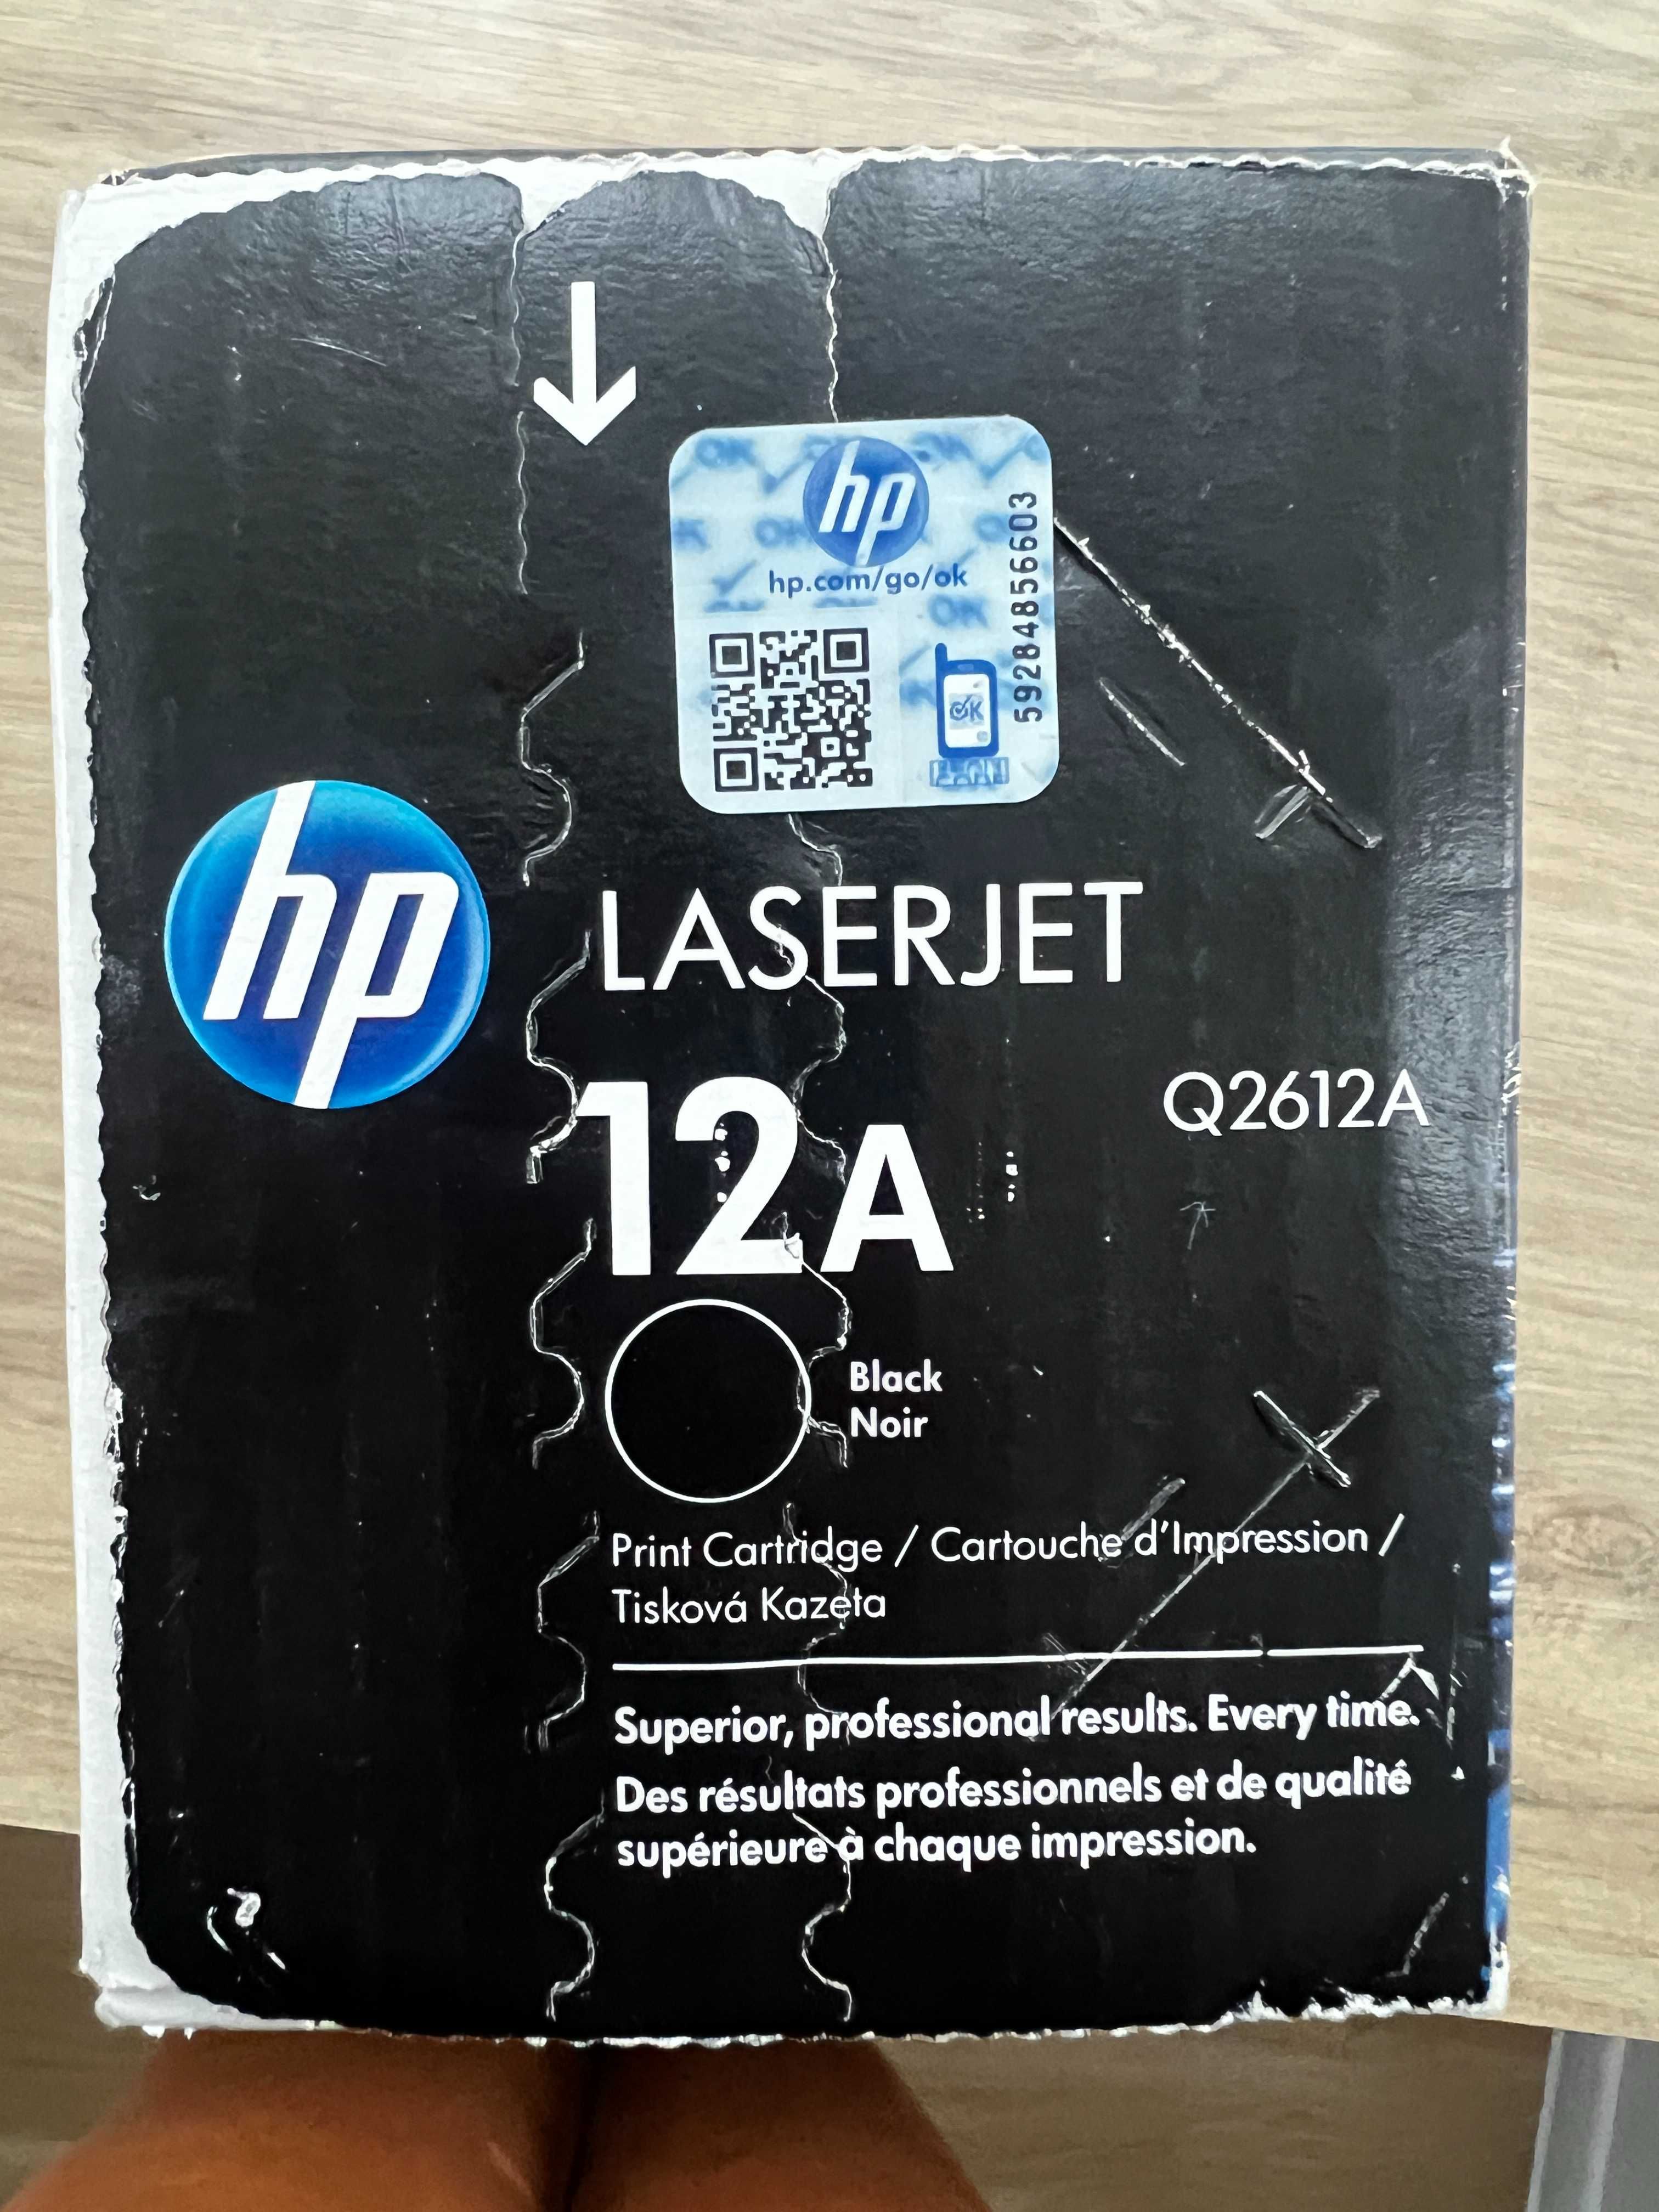 hp
hp.com/go/ok
OK
59284856603
hp
LASERJET
12A
Q2612A
Black
Noir
Print Cartridge / Cartouche d'Impression /
Tisková Kazeta
Superior, professional results. Every time.
Des résultats professionnels et de qualité
supérieure à chaque impression.